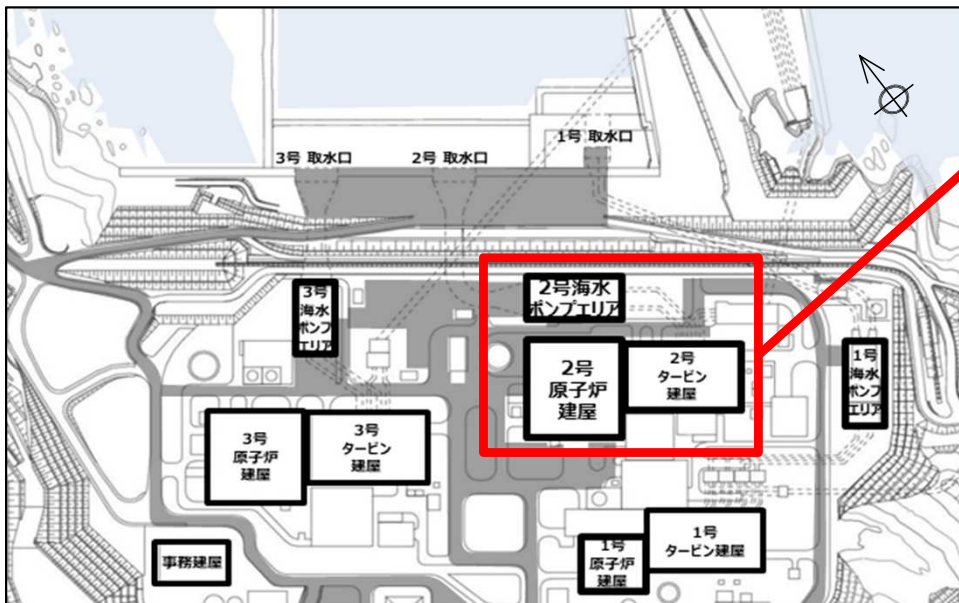 1号 取水口
3号 取水口
2号 取水口
3号
海水
ポンプ
エリア
2号海水
ポンプエリア
1号
海水
ポンプ
エリア
2号
原子炉
建屋
2号
タービン
建屋
3号
原子炉
建屋
3号
タービン
建屋
1号
タービン建屋
1号
原子炉
建屋
事務建屋